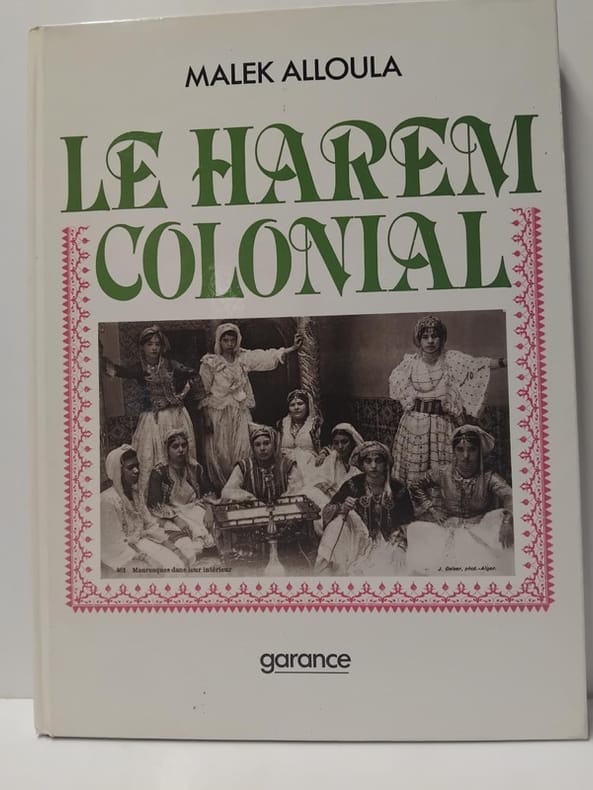 MALEK ALLOULA
LE HAREM
COLONIAL
Mauresques dans leur intérieur
J. Geiser, phot.-Alger.
garance